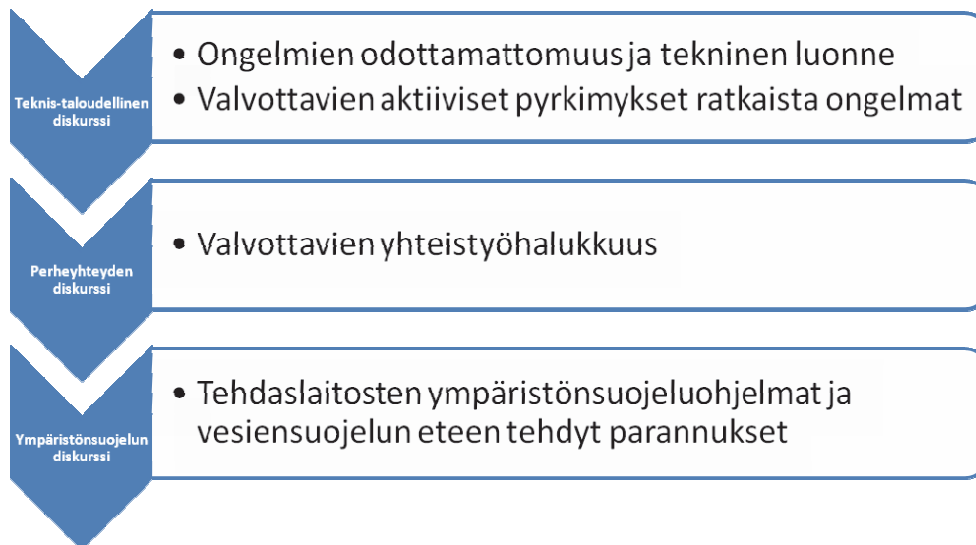 Teknis-taloudellinen
diskurssi
• Ongelmien odottamattomuus ja tekninen luonne
• Valvottavien aktiiviset pyrkimykset ratkaista ongelmat
Perheyhteyden
diskurssi
• Valvottavien yhteistyöhalukkuus
Ympäristönsuojelun
diskurssi
• Tehdaslaitosten ympäristönsuojeluohjelmat ja
vesiensuojelun eteen tehdyt parannukset